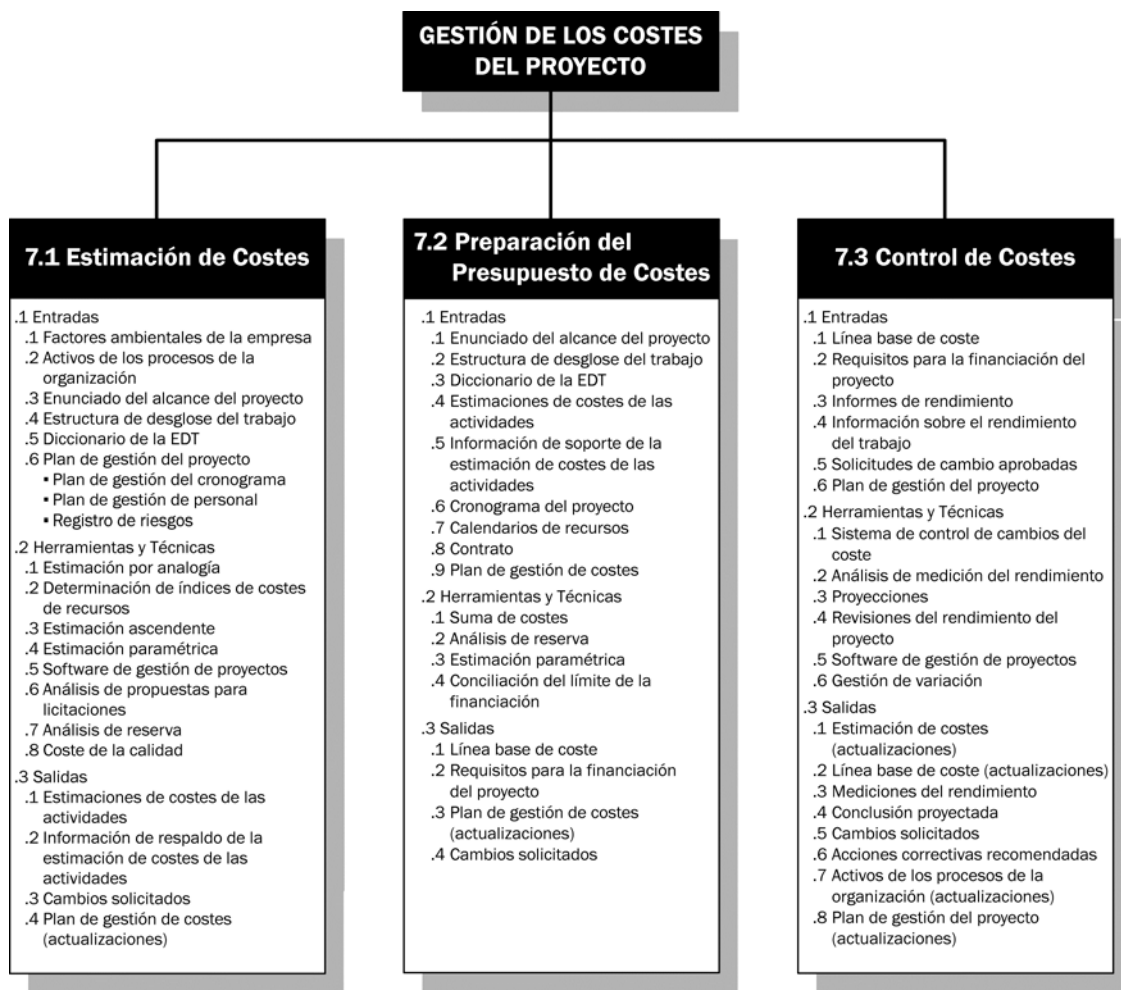 GESTIÓN DE LOS COSTES
DEL PROYECTO
7.1 Estimación de Costes
.1 Entradas
.1 Factores ambientales de la empresa
.2 Activos de los procesos de la
organización
.3 Enunciado del alcance del proyecto
.4 Estructura de desglose del trabajo
.5 Diccionario de la EDT
.6 Plan de gestión del proyecto
▪ Plan de gestión del cronograma
▪ Plan de gestión de personal
▪ Registro de riesgos
.2 Herramientas y Técnicas
.1 Estimación por analogía
.2 Determinación de índices de costes
de recursos
.3 Estimación ascendente
.4 Estimación paramétrica
.5 Software de gestión de proyectos
.6 Análisis de propuestas para
licitaciones
.7 Análisis de reserva
.8 Coste de la calidad
.3 Salidas
.1 Estimaciones de costes de las
actividades
.2 Información de respaldo de la
estimación de costes de las
actividades
.3 Cambios solicitados
.4 Plan de gestión de costes
(actualizaciones)
7.2 Preparación del
Presupuesto de Costes
.1 Entradas
.1 Enunciado del alcance del proyecto
.2 Estructura de desglose del trabajo
.3 Diccionario de la EDT
.4 Estimaciones de costes de las
actividades
.5 Información de soporte de la
estimación de costes de las
actividades
.6 Cronograma del proyecto
.7 Calendarios de recursos
.8 Contrato
.9 Plan de gestión de costes
.2 Herramientas y Técnicas
.1 Suma de costes
.2 Análisis de reserva
.3 Estimación paramétrica
.4 Conciliación del límite de la
financiación
.3 Salidas
.1 Línea base de coste
.2 Requisitos para la financiación
del proyecto
.3 Plan de gestión de costes
(actualizaciones)
.4 Cambios solicitados
7.3 Control de Costes
.1 Entradas
.1 Línea base de coste
.2 Requisitos para la financiación del
proyecto
.3 Informes de rendimiento
.4 Información sobre el rendimiento
del trabajo
.5 Solicitudes de cambio aprobadas
.6 Plan de gestión del proyecto
.2 Herramientas y Técnicas
.1 Sistema de control de cambios del
coste
.2 Análisis de medición del rendimiento
.3 Proyecciones
.4 Revisiones del rendimiento del
proyecto
.5 Software de gestión de proyectos
.6 Gestión de variación
.3 Salidas
.1 Estimación de costes
(actualizaciones)
.2 Línea base de coste (actualizaciones)
.3 Mediciones del rendimiento
.4 Conclusión proyectada
.5 Cambios solicitados
.6 Acciones correctivas recomendadas
.7 Activos de los procesos de la
organización (actualizaciones)
.8 Plan de gestión del proyecto
(actualizaciones)